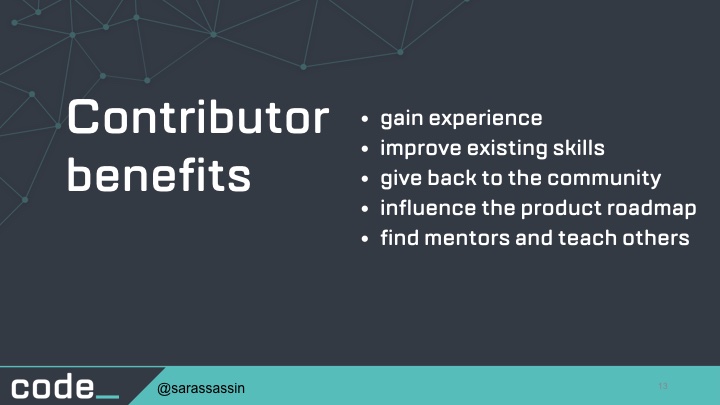 Contributor
benefits
• gain experience
• improve existing skills
• give back to the community
• influence the product roadmap
• find mentors and teach others
code_
@sarassassin
13